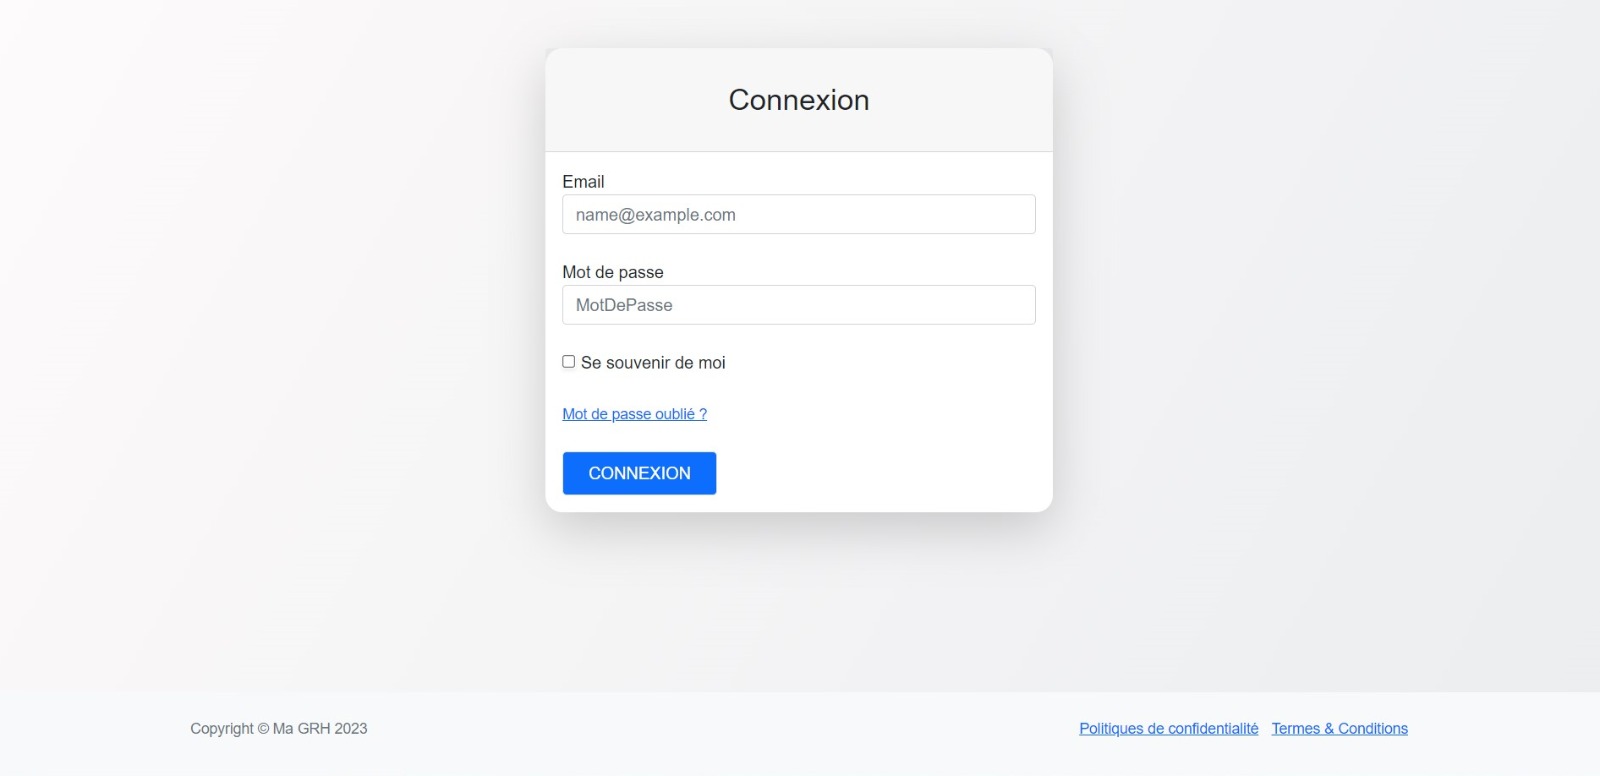 Connexion
Email
name@example.com
Mot de passe
MotDePasse
Se souvenir de moi
Mot de passe oublié ?
CONNEXION
Copyright © Ma GRH 2023
Politiques de confidentialité Termes & Conditions